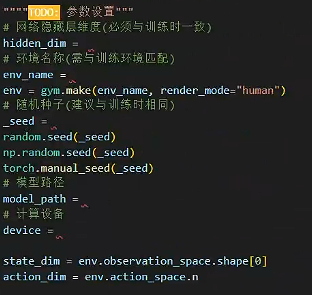 """"TODO: 参数设置"""
# 网络隐藏层维度(必须与训练时一致)
hidden_dim =
# 环境名称(需与训练环境匹配)
env_name =
env = gym.make(env_name, render_mode="human")
# 随机种子(建议与训练时相同)
_seed =
random.seed(_seed)
np.random.seed(_seed)
torch.manual_seed(_seed)
# 模型路径
model_path =
# 计算设备
device =
state_dim = env.observation_space.shape[0]
action_dim = env.action_space.n